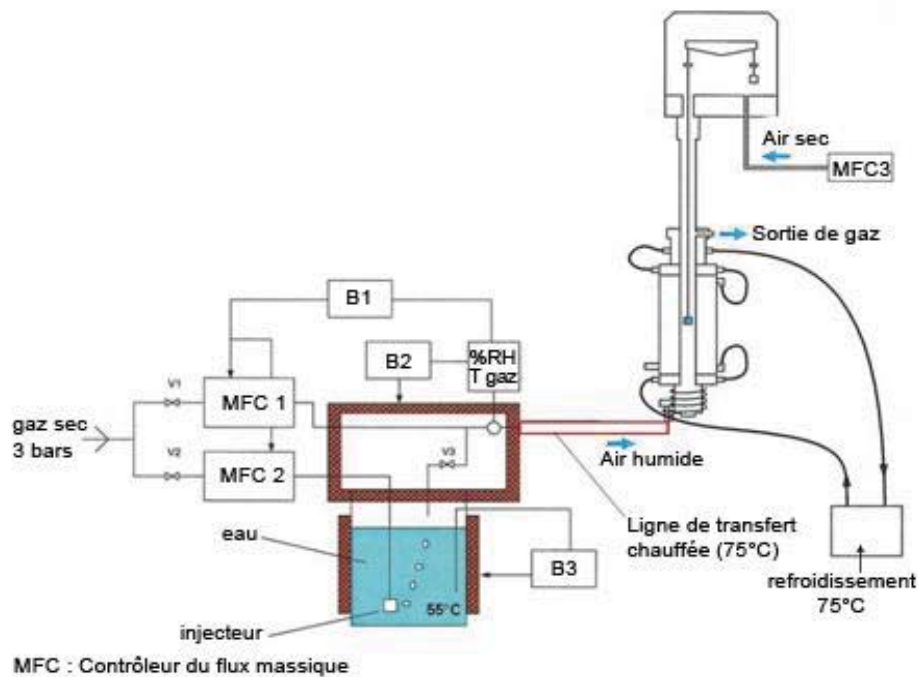 Air sec
MFC3
Sortie de gaz
B1
B2
%RH
T gaz
V1
MFC 1
gaz sec
3 bars
V2
MFC 2
V3
Air humide
Ligne de transfert
chauffée (75°C)
eau
B3
55°C
injecteur
refroidissement
75°C
MFC : Contrôleur du flux massique